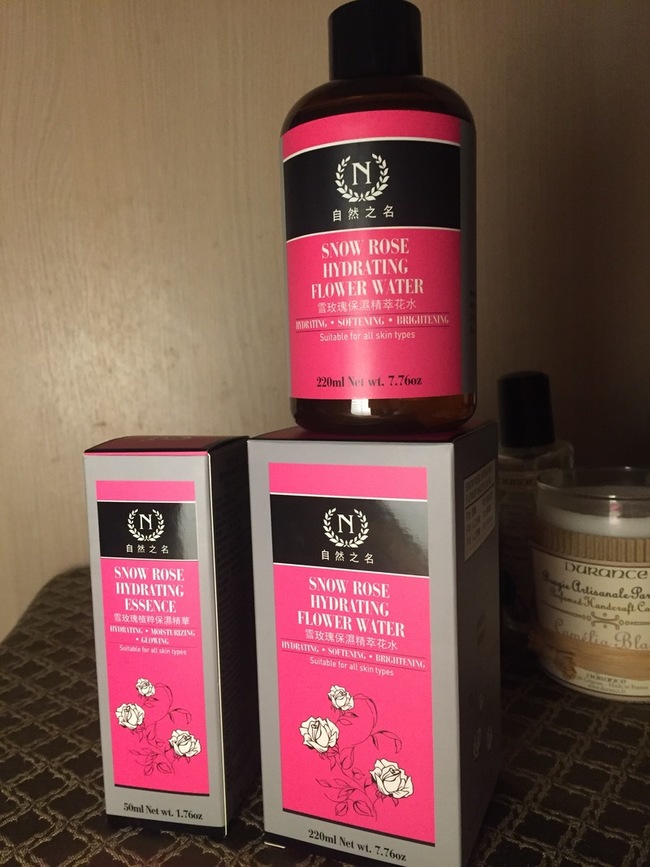 N
自然之名
SNOW ROSE
HYDRATING
FLOWER WATER
雪玫瑰保濕精萃花水
HYDRATING • SOFTENING • BRIGHTENING
Suitable for all skin types
220ml Net wt. 7.76oz
N
自然之名
SNOW ROSE
HYDRATING
ESSENCE
雪玫瑰植粹保濕精華
HYDRATING • MOISTURIZING
• GLOWING
Suitable for all skin types
50ml Net wt. 1.76oz
N
自然之名
SNOW ROSE
HYDRATING
FLOWER WATER
雪玫瑰保濕精萃花水
HYDRATING • SOFTENING • BRIGHTENING
Suitable for all skin types
220ml Net wt. 7.76oz
DURANCE
Bougie Artisanale
Perfumed Handcraft